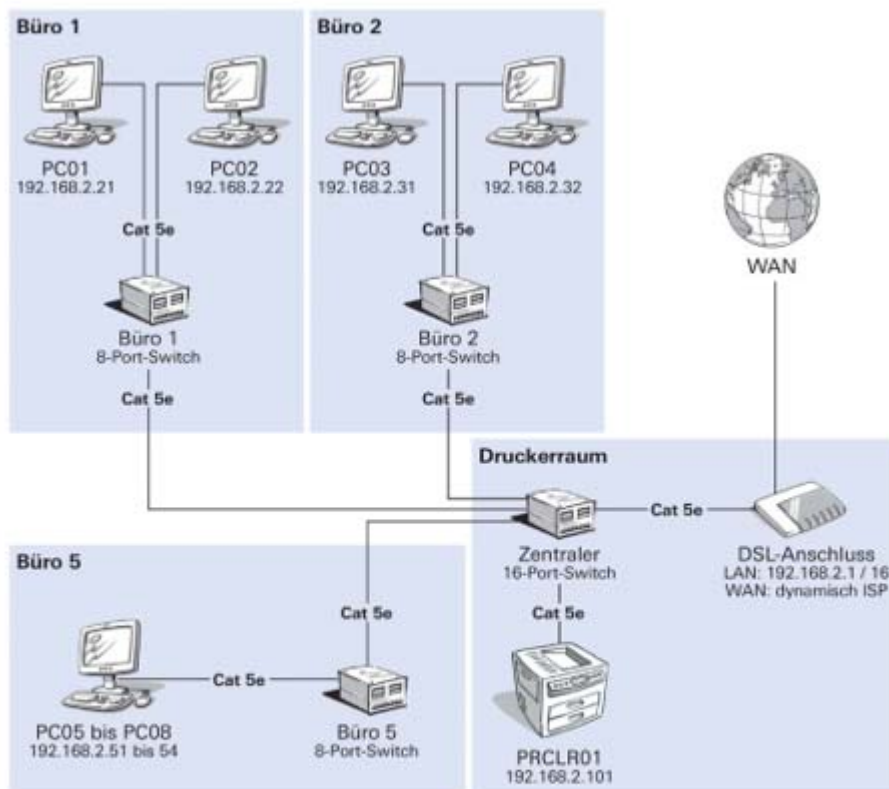 Büro 1
PC01
192.168.2.21
PC02
192.168.2.22
Cat 5e
Büro 1
8-Port-Switch
Cat 5e
Büro 2
PC03
192.168.2.31
PC04
192.168.2.32
Cat 5e
Büro 2
8-Port-Switch
Cat 5e
WAN
Druckerraum
Zentraler
16-Port-Switch
Cat 5e
DSL-Anschluss
LAN: 192.168.2.1 / 16
WAN: dynamisch ISP
Cat 5e
PRCLR01
192.168.2.101
Büro 5
Cat 5e
PC05 bis PC08
192.168.2.51 bis 54
Cat 5e
Büro 5
8-Port-Switch